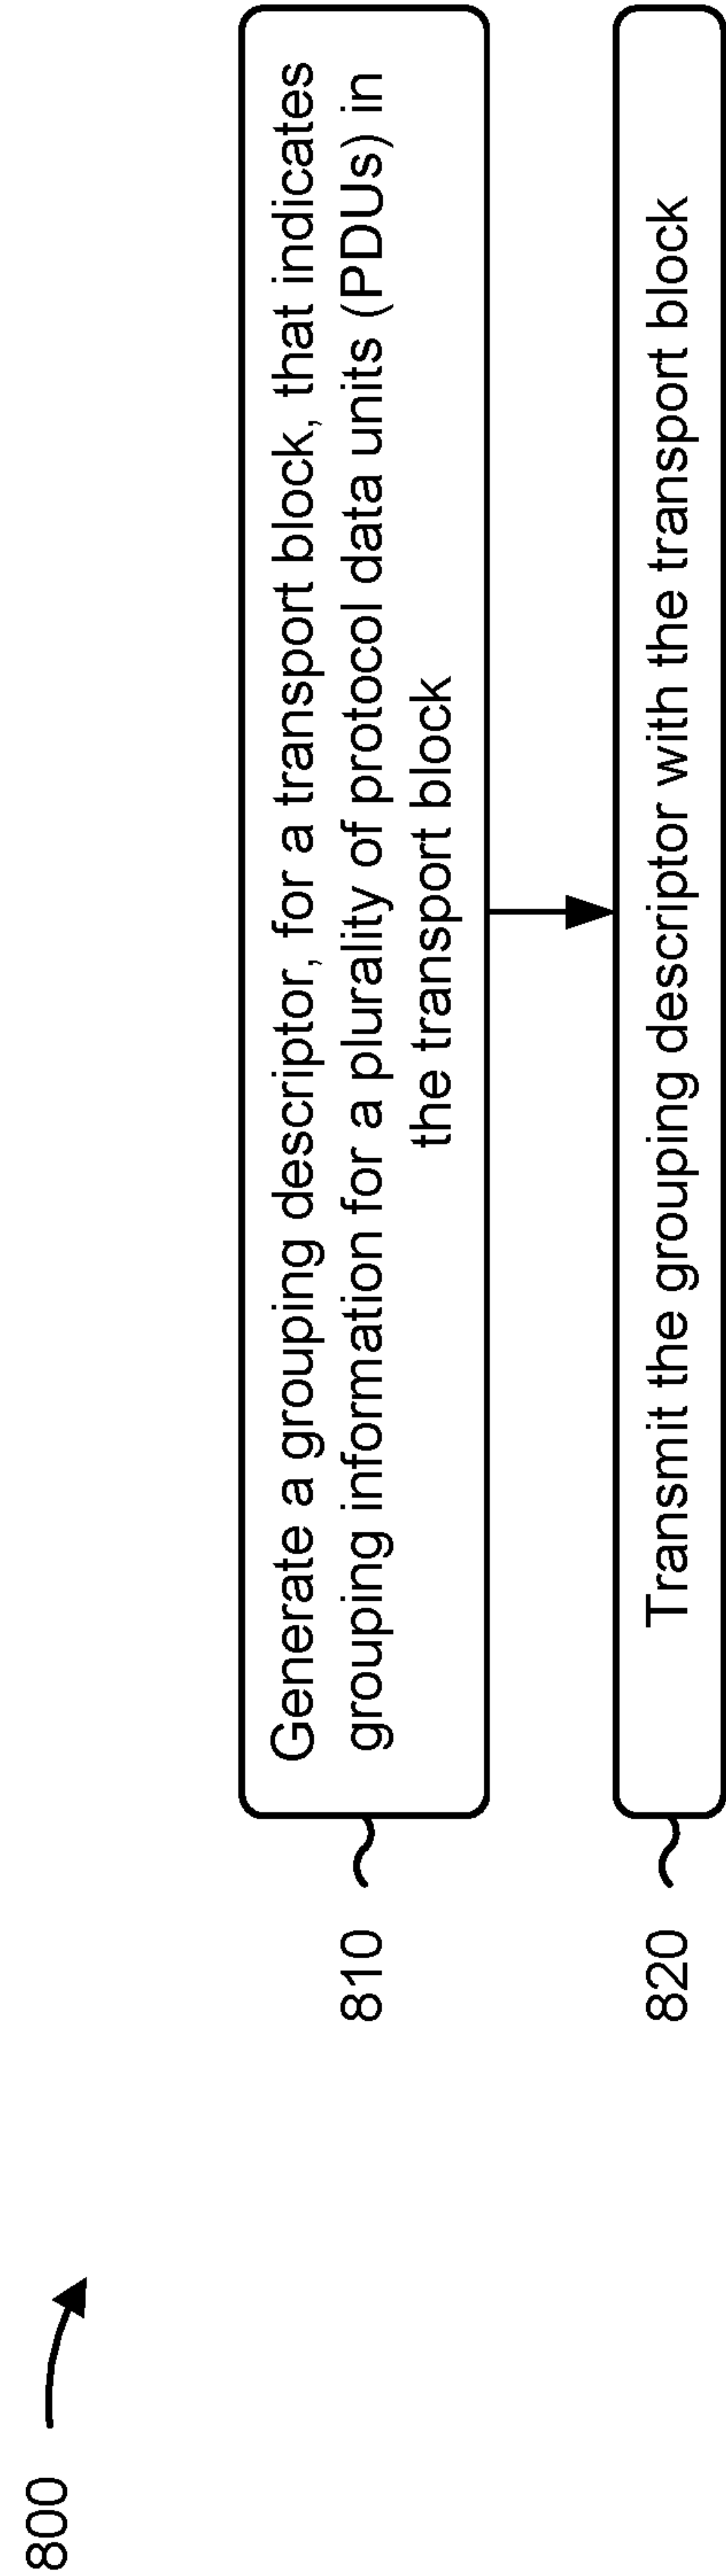 800
810
Generate a grouping descriptor, for a transport block, that indicates
grouping information for a plurality of protocol data units (PDUs) in
the transport block
820
Transmit the grouping descriptor with the transport block